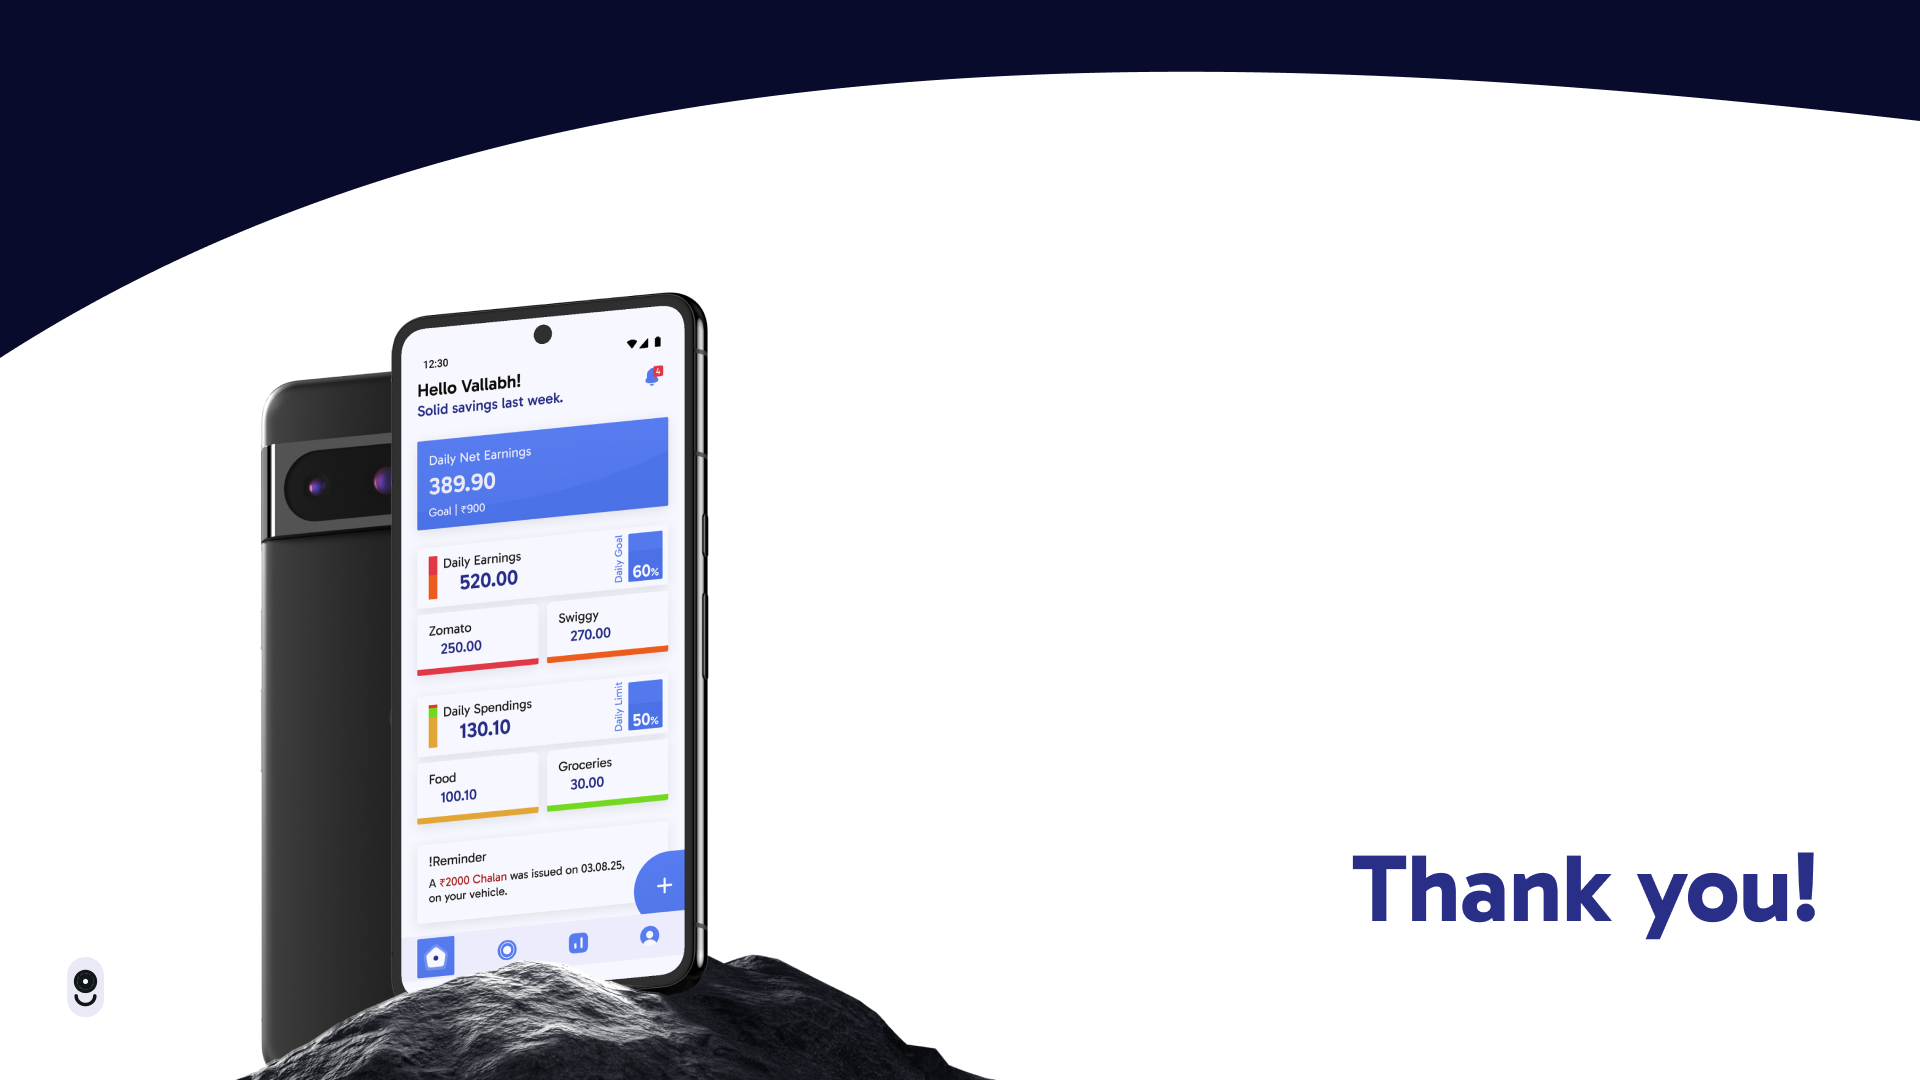 12:30
Hello Vallabh!
4
Solid savings last week.
Daily Net Earnings
389.90
Goal | ₹900
Daily Earnings
520.00
Daily Goal
60%
Zomato
250.00
Swiggy
270.00
Daily Spendings
130.10
Daily Limit
50%
Food
100.10
Groceries
30.00
!Reminder
A ₹2000 Chalan was issued on 03.08.25,
on your vehicle.
+
Thank you!